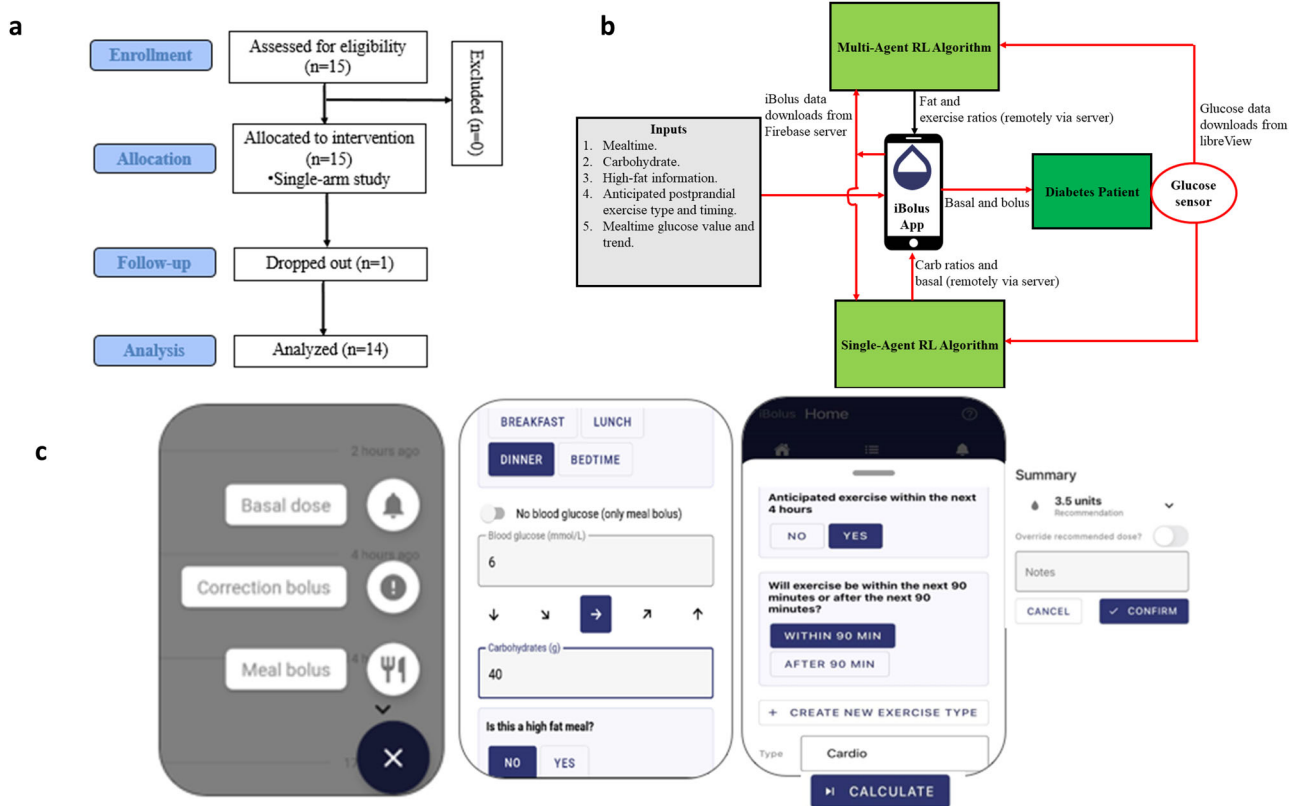 a
Enrollment
Assessed for eligibility
(n=15)
Excluded (n=0)
Allocation
Allocated to intervention
(n=15)
•Single-arm study
Follow-up
Dropped out (n=1)
Analysis
Analyzed (n=14)
b
Multi-Agent RL Algorithm
iBolus data
downloads from
Firebase server
Fat and
exercise ratios (remotely via server)
Glucose data
downloads from
libreView
Inputs
1. Mealtime.
2. Carbohydrate.
3. High-fat information.
4. Anticipated postprandial
exercise type and timing.
5. Mealtime glucose value and
trend.
iBolus
App
Basal and bolus
Diabetes Patient
Glucose
sensor
Carb ratios and
basal (remotely via server)
Single-Agent RL Algorithm
c
2 hours ago
Basal dose
4 hours ago
Correction bolus
Meal bolus
4 h
17
BREAKFAST LUNCH
DINNER BEDTIME
No blood glucose (only meal bolus)
Blood glucose (mmol/L)
6
↓ ↘ → ↗ ↑
Carbohydrates (g)
40
Is this a high fat meal?
NO YES
iBolus Home
Anticipated exercise within the next
4 hours
NO YES
Will exercise be within the next 90
minutes or after the next 90
minutes?
WITHIN 90 MIN
AFTER 90 MIN
+ CREATE NEW EXERCISE TYPE
Type Cardio
CALCULATE
Summary
3.5 units
Recommendation
Override recommended dose?
Notes
CANCEL ✓ CONFIRM